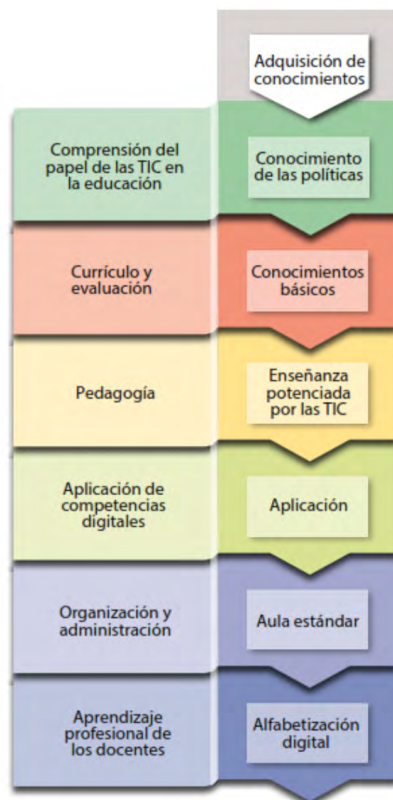 Adquisición de
conocimientos
Comprensión del
papel de las TIC en
la educación
Conocimiento
de las políticas
Currículo y
evaluación
Conocimientos
básicos
Pedagogía
Enseñanza
potenciada
por las TIC
Aplicación de
competencias
digitales
Aplicación
Organización y
administración
Aula estándar
Aprendizaje
profesional de
los docentes
Alfabetización
digital